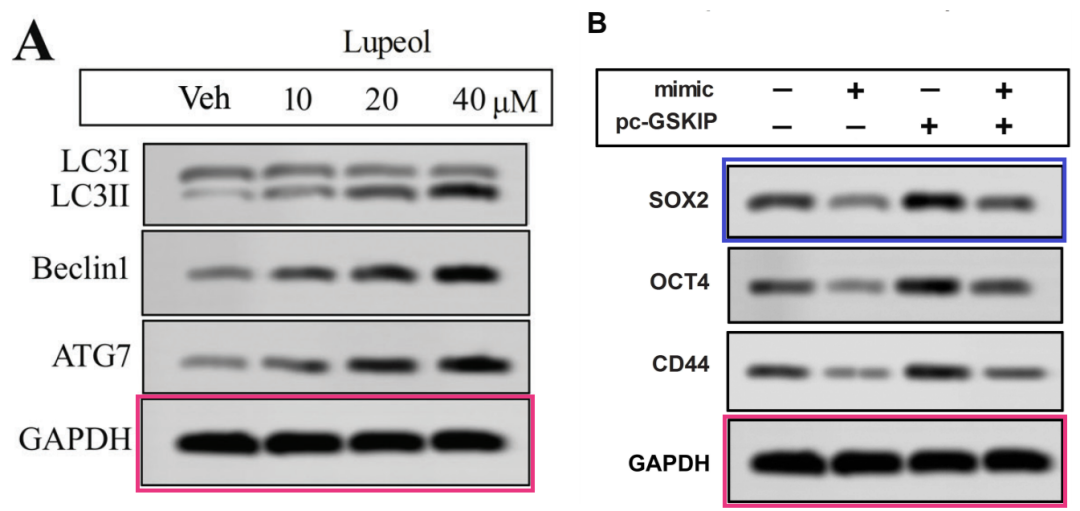 A
Lupeol
Veh 10 20 40 μM
LC3I
LC3II
Beclin1
ATG7
GAPDH
B
mimic − + − +
pc-GSKIP − − + +
SOX2
OCT4
CD44
GAPDH